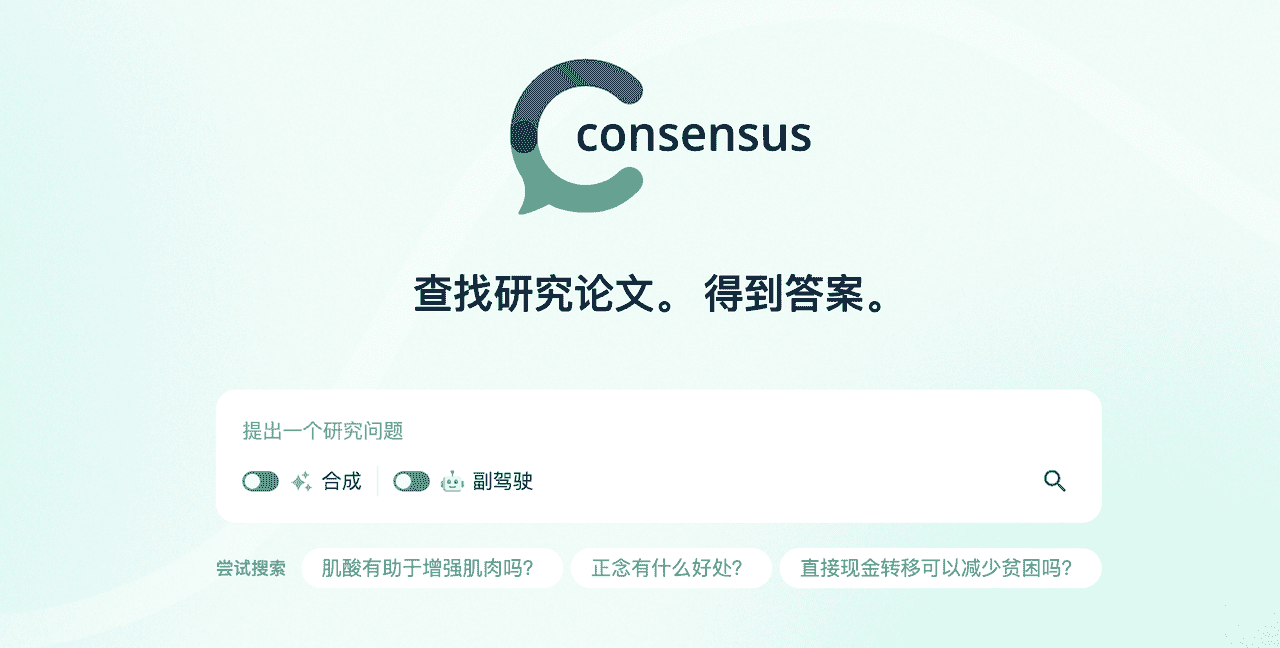 consensus
查找研究论文。 得到答案。
提出一个研究问题
合成 副驾驶
尝试搜索 肌酸有助于增强肌肉吗? 正念有什么好处? 直接现金转移可以减少贫困吗?